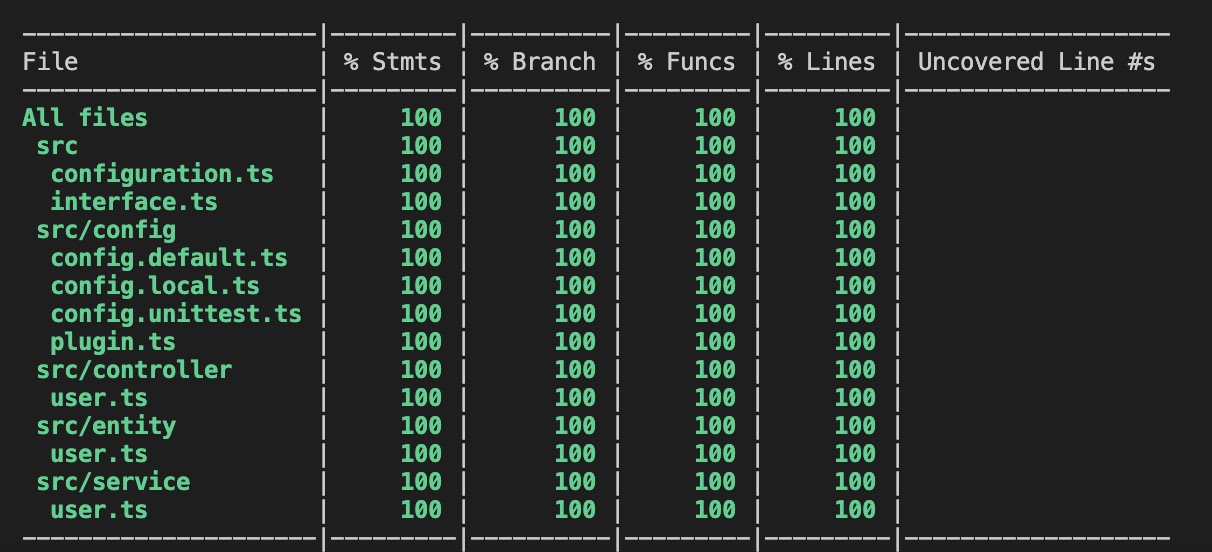 ---------------------|---------|----------|---------|---------|-------------------
File                 | % Stmts | % Branch | % Funcs | % Lines | Uncovered Line #s
---------------------|---------|----------|---------|---------|-------------------
All files            |     100 |      100 |     100 |     100 |
 src                 |     100 |      100 |     100 |     100 |
  configuration.ts   |     100 |      100 |     100 |     100 |
  interface.ts       |     100 |      100 |     100 |     100 |
 src/config          |     100 |      100 |     100 |     100 |
  config.default.ts  |     100 |      100 |     100 |     100 |
  config.local.ts    |     100 |      100 |     100 |     100 |
  config.unittest.ts |     100 |      100 |     100 |     100 |
  plugin.ts          |     100 |      100 |     100 |     100 |
 src/controller      |     100 |      100 |     100 |     100 |
  user.ts            |     100 |      100 |     100 |     100 |
 src/entity          |     100 |      100 |     100 |     100 |
  user.ts            |     100 |      100 |     100 |     100 |
 src/service         |     100 |      100 |     100 |     100 |
  user.ts            |     100 |      100 |     100 |     100 |
---------------------|---------|----------|---------|---------|-------------------